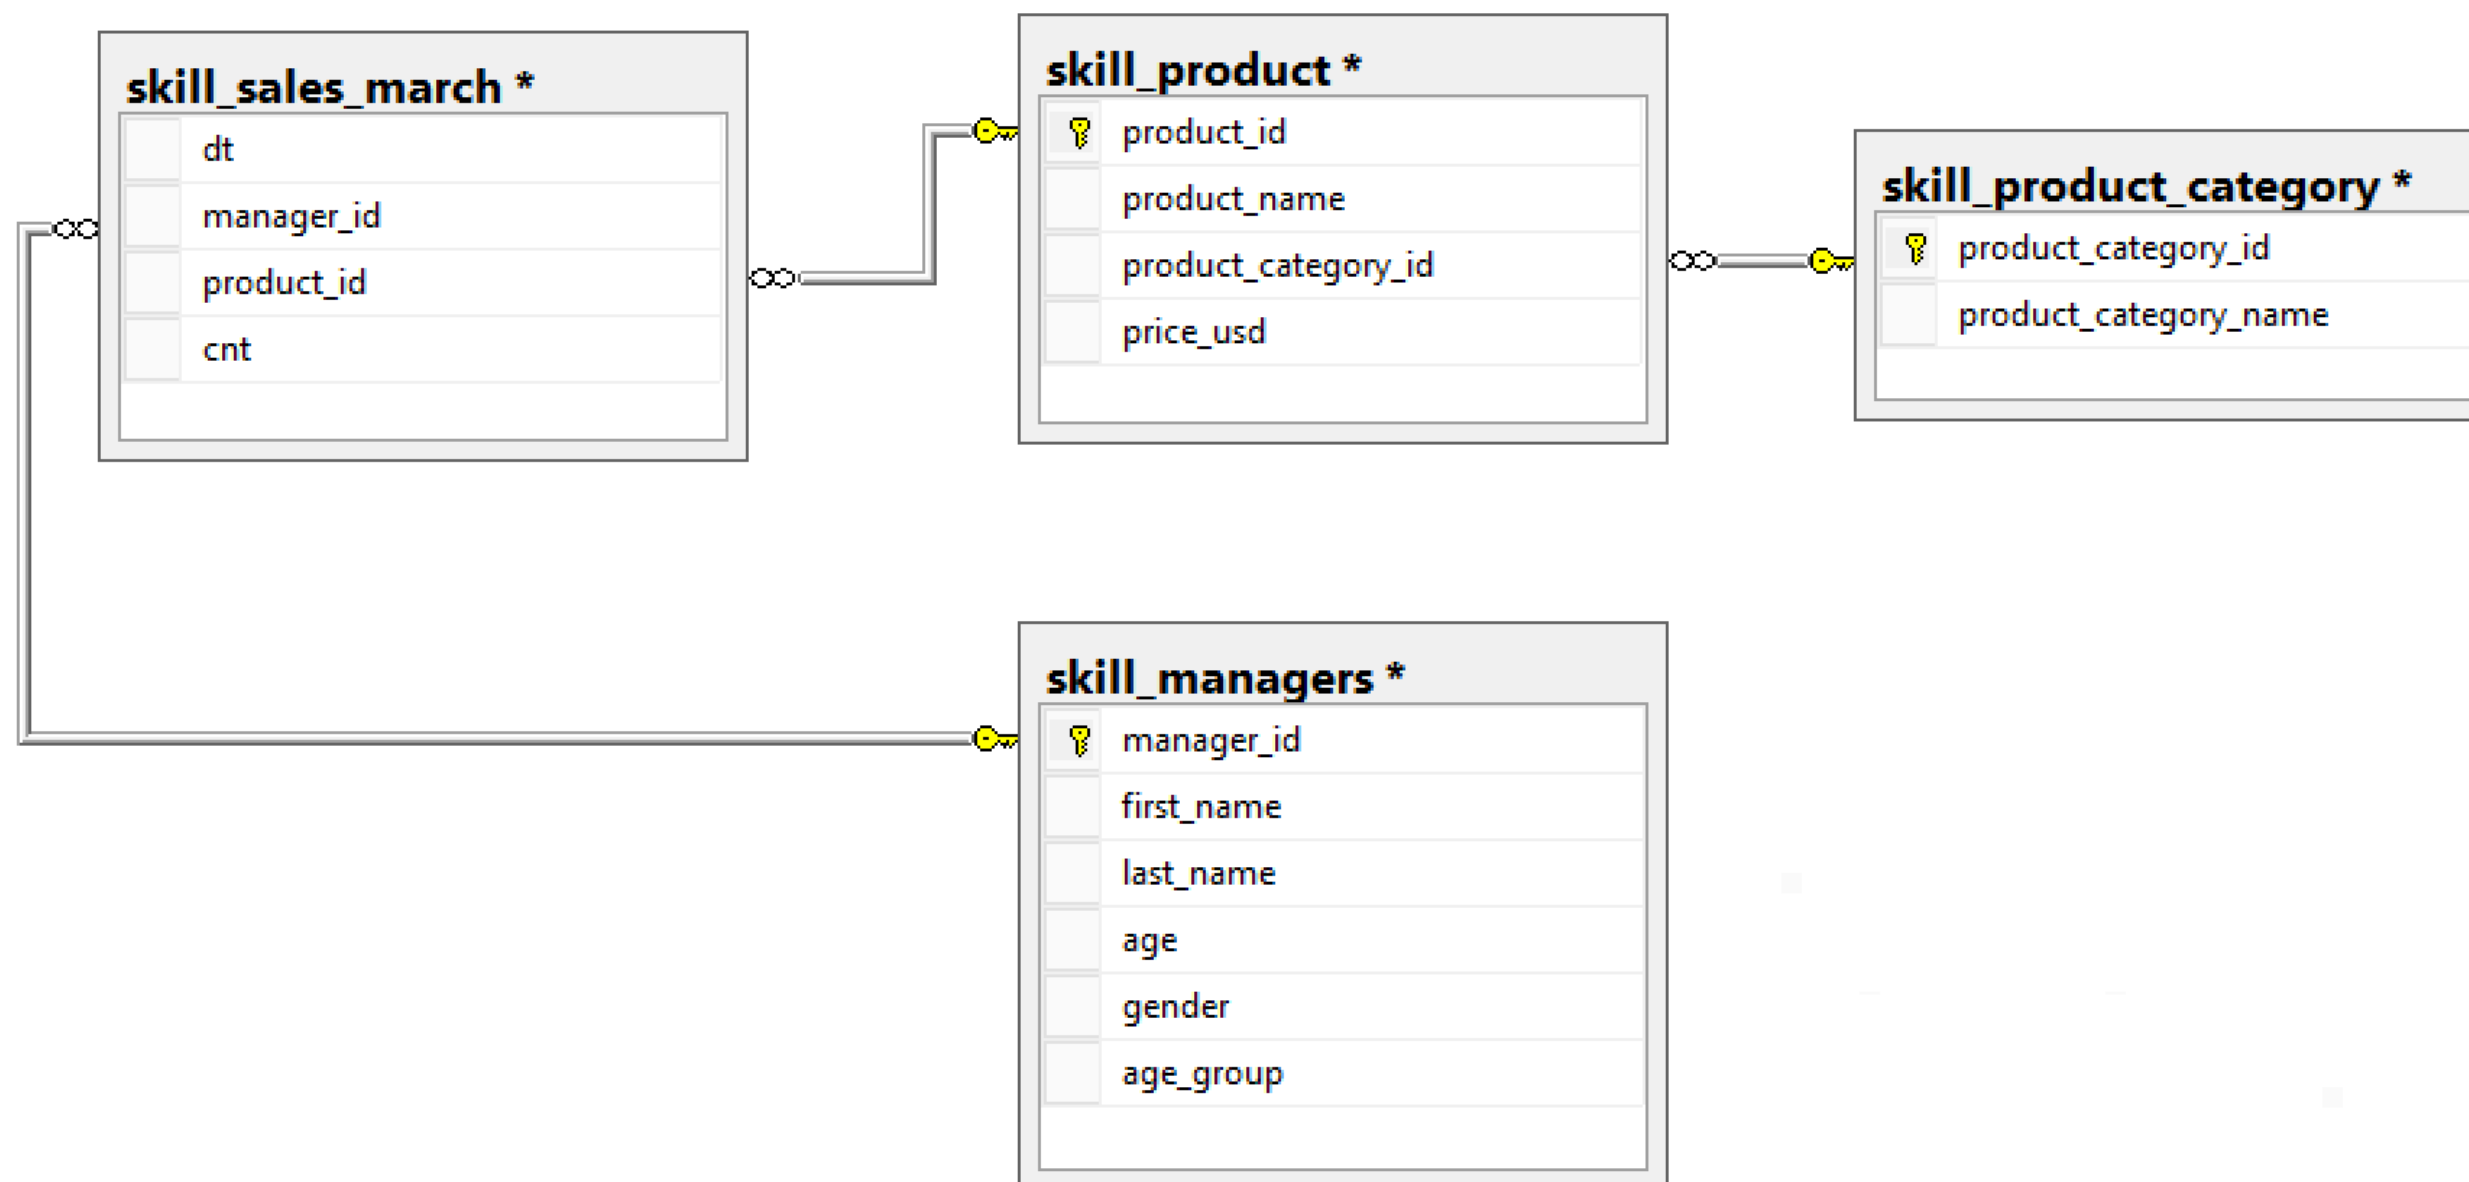 skill_sales_march *
dt
manager_id
product_id
cnt
skill_product *
product_id
product_name
product_category_id
price_usd
skill_product_category *
product_category_id
product_category_name
skill_managers *
manager_id
first_name
last_name
age
gender
age_group